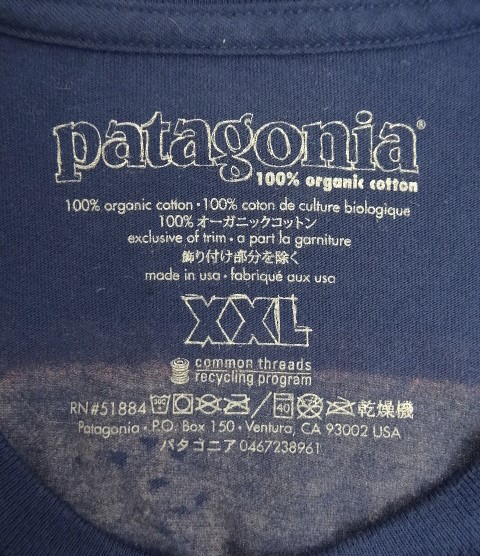 patagonia®
100% organic cotton
100% organic cotton • 100% coton de culture biologique
100% オーガニックコットン
exclusive of trim • a part la garniture
飾り付け部分を除く
made in usa • fabriqué aux usa
XXL
common threads
recycling program
RN#51884 40 乾燥機
Patagonia • P.O. Box 150 • Ventura, CA 93002 USA
パタゴニア 0467238961